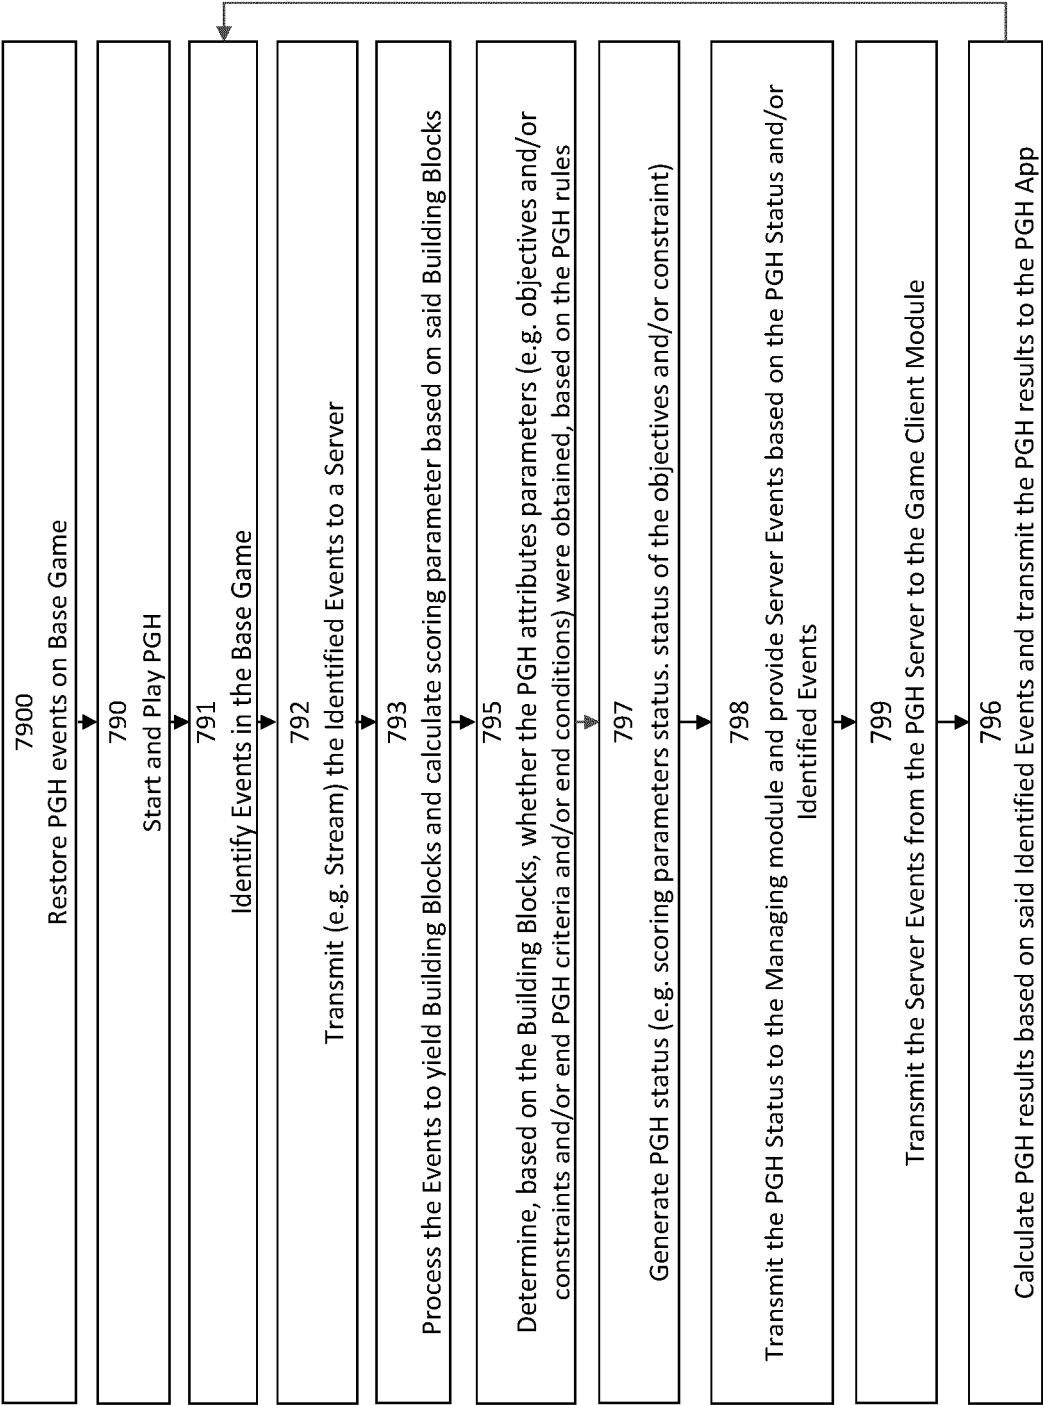 7900
Restore PGH events on Base Game
790
Start and Play PGH
791
Identify Events in the Base Game
792
Transmit (e.g. Stream) the Identified Events to a Server
793
Process the Events to yield Building Blocks and calculate scoring parameter based on said Building Blocks
795
Determine, based on the Building Blocks, whether the PGH attributes parameters (e.g. objectives and/or
constraints and/or end PGH criteria and/or end conditions) were obtained, based on the PGH rules
797
Generate PGH status (e.g. scoring parameters status. status of the objectives and/or constraint)
798
Transmit the PGH Status to the Managing module and provide Server Events based on the PGH Status and/or
Identified Events
799
Transmit the Server Events from the PGH Server to the Game Client Module
796
Calculate PGH results based on said Identified Events and transmit the PGH results to the PGH App